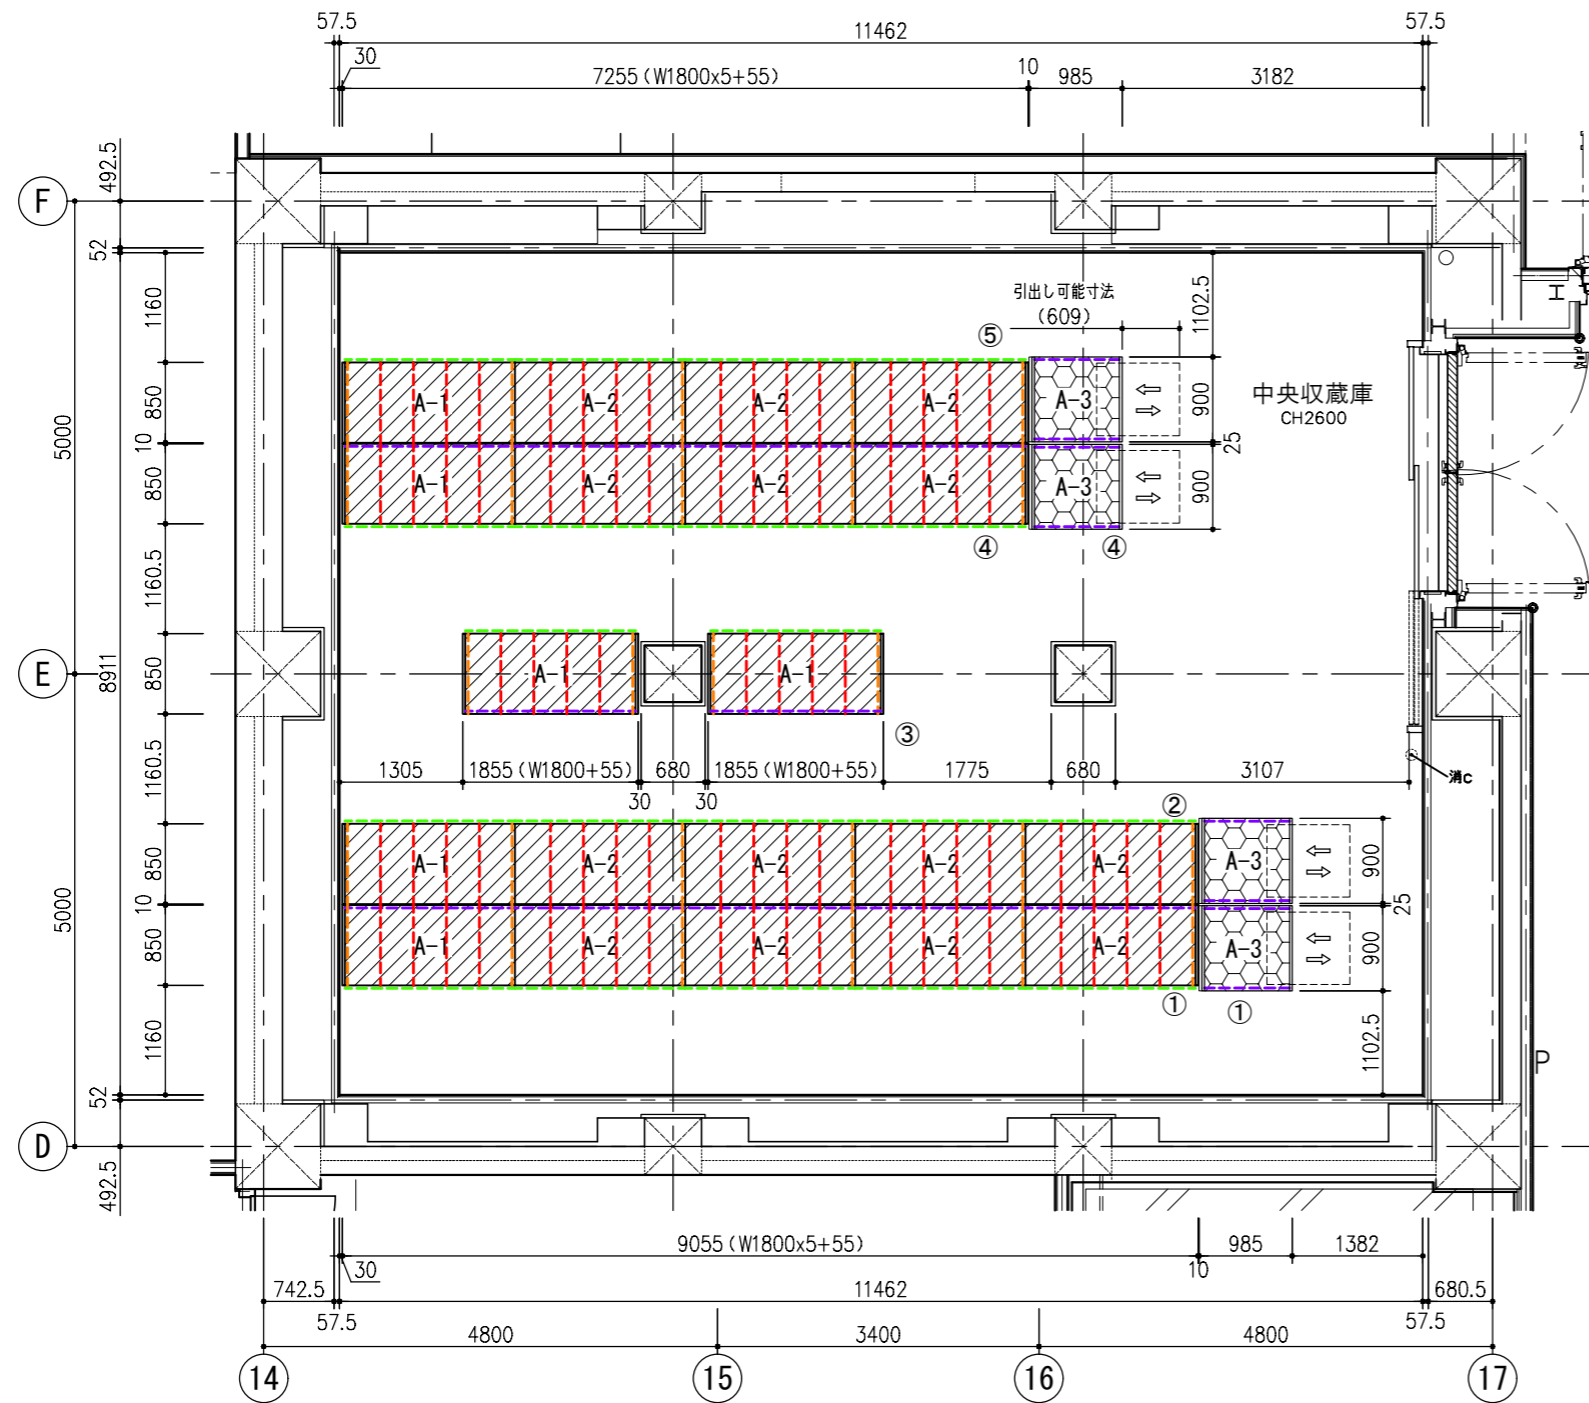 57.5
11462
57.5
30
7255 (W1800x5+55)
10
985
3182
492.5
F
52
1160
引出し可能寸法
(609)
1102.5
⑤
850
A-1
A-2
A-2
A-2
A-3
900
中央収蔵庫
CH2600
H
5000
10
25
850
A-1
A-2
A-2
A-2
A-3
900
④
④
1160.5
E
8911
850
A-1
A-1
③
1160.5
1305
1855 (W1800+55)
680
1855 (W1800+55)
1775
680
3107
消C
30
30
②
850
A-1
A-2
A-2
A-2
A-2
A-3
900
5000
10
25
850
A-1
A-2
A-2
A-2
A-2
A-3
900
①
①
1160
1102.5
P
52
D
492.5
9055 (W1800x5+55)
985
1382
30
10
742.5
11462
680.5
57.5
57.5
4800
3400
4800
14
15
16
17